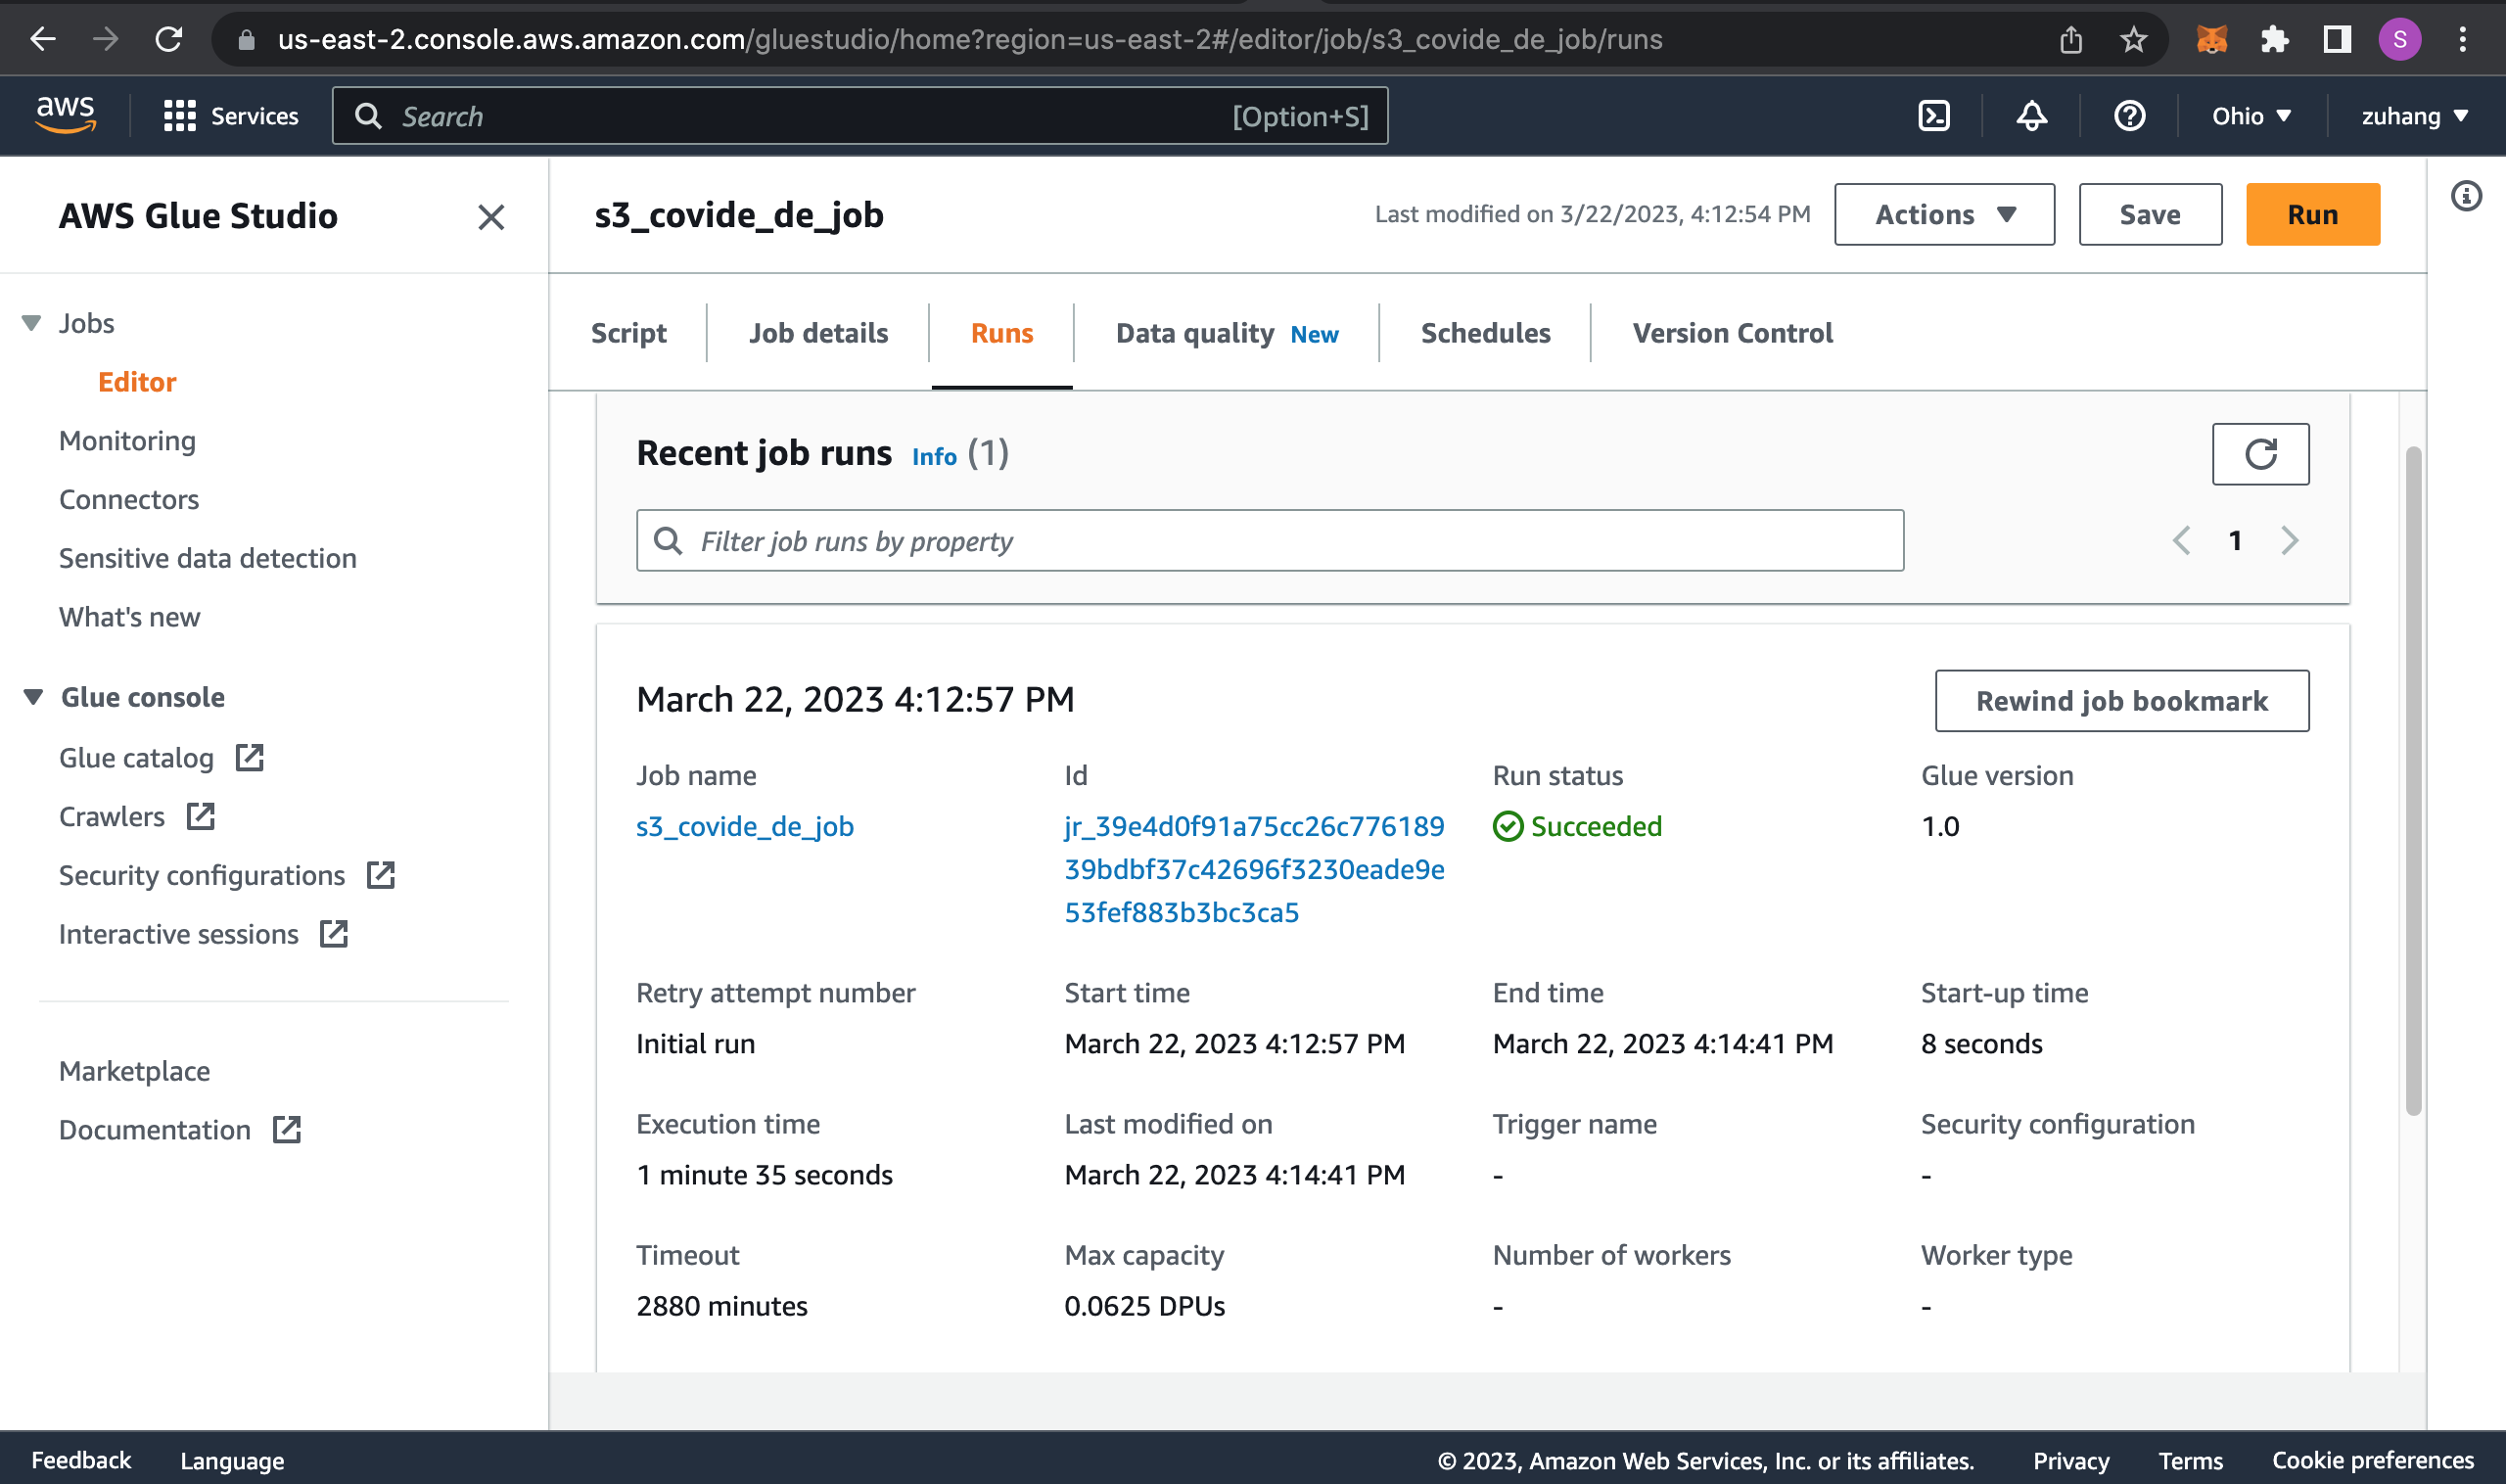 us-east-2.console.aws.amazon.com/gluestudio/home?region=us-east-2#/editor/job/s3_covide_de_job/runs
S
aws
Services
Search
[Option+S]
Ohio
zuhang
AWS Glue Studio
Jobs
Editor
Monitoring
Connectors
Sensitive data detection
What's new
Glue console
Glue catalog
Crawlers
Security configurations
Interactive sessions
Marketplace
Documentation
s3_covide_de_job
Last modified on 3/22/2023, 4:12:54 PM
Actions
Save
Run
Script
Job details
Runs
Data quality New
Schedules
Version Control
Recent job runs Info (1)
Filter job runs by property
1
March 22, 2023 4:12:57 PM
Rewind job bookmark
Job name
s3_covide_de_job
Id
jr_39e4d0f91a75cc26c776189
39bdbf37c42696f3230eade9e
53fef883b3bc3ca5
Run status
Succeeded
Glue version
1.0
Retry attempt number
Initial run
Start time
March 22, 2023 4:12:57 PM
End time
March 22, 2023 4:14:41 PM
Start-up time
8 seconds
Execution time
1 minute 35 seconds
Last modified on
March 22, 2023 4:14:41 PM
Trigger name
-
Security configuration
-
Timeout
2880 minutes
Max capacity
0.0625 DPUs
Number of workers
-
Worker type
-
Feedback
Language
© 2023, Amazon Web Services, Inc. or its affiliates.
Privacy
Terms
Cookie preferences